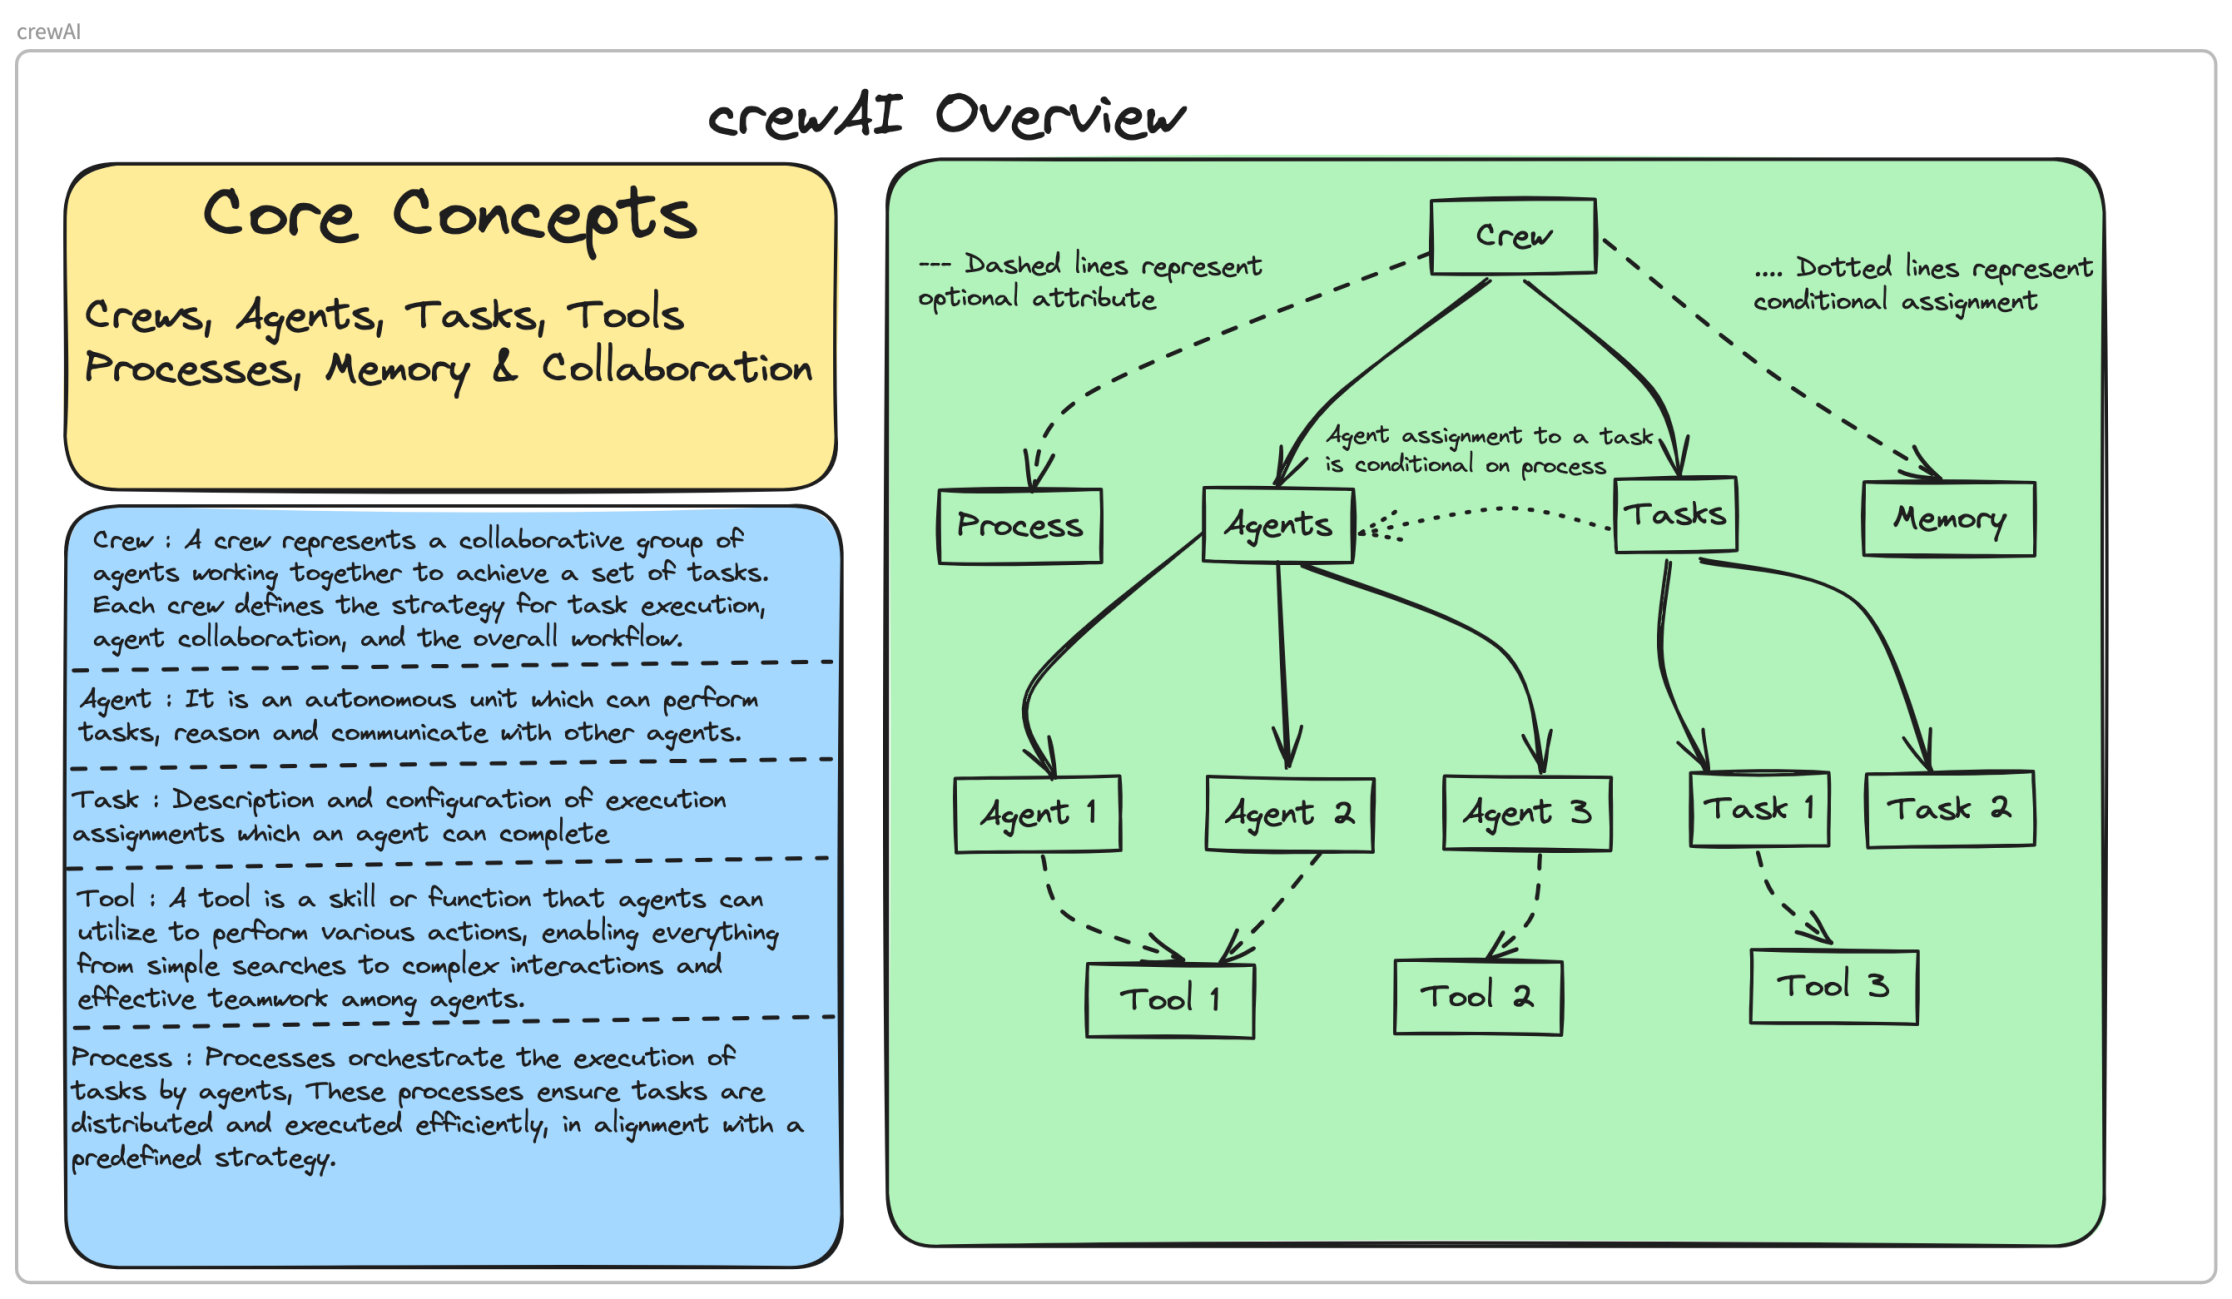 crewAI
crewAI Overview
Core Concepts
Crews, Agents, Tasks, Tools
Processes, Memory & Collaboration
Crew : A crew represents a collaborative group of
agents working together to achieve a set of tasks.
Each crew defines the strategy for task execution,
agent collaboration, and the overall workflow.
Agent : It is an autonomous unit which can perform
tasks, reason and communicate with other agents.
Task : Description and configuration of execution
assignments which an agent can complete
Tool : A tool is a skill or function that agents can
utilize to perform various actions, enabling everything
from simple searches to complex interactions and
effective teamwork among agents.
Process : Processes orchestrate the execution of
tasks by agents, These processes ensure tasks are
distributed and executed efficiently, in alignment with a
predefined strategy.
Crew
--- Dashed lines represent
optional attribute
.... Dotted lines represent
conditional assignment
Agent assignment to a task
is conditional on process
Process
Agents
Tasks
Memory
Agent 1
Agent 2
Agent 3
Task 1
Task 2
Tool 1
Tool 2
Tool 3